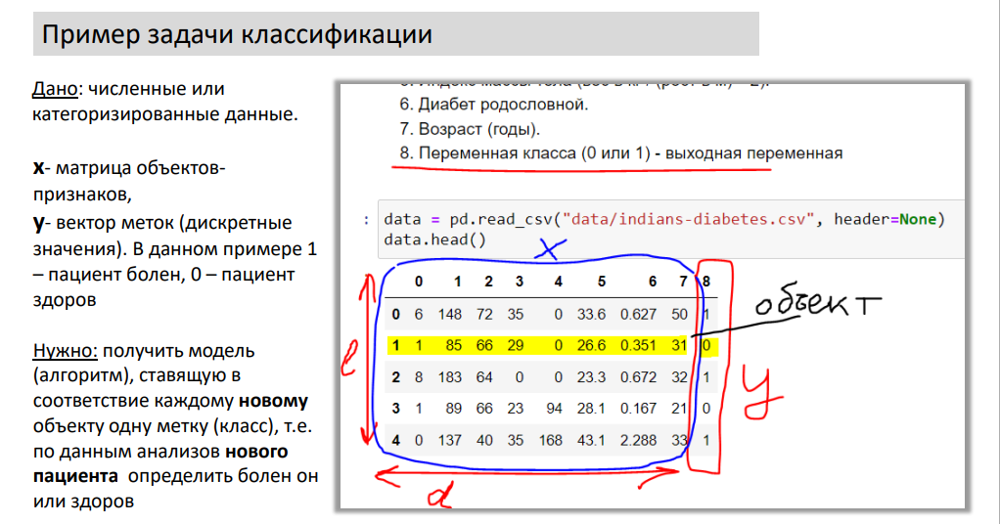 Пример задачи классификации
Дано: численные или
категоризированные данные.
x- матрица объектов-
признаков,
y- вектор меток (дискретные
значения). В данном примере 1
– пациент болен, 0 – пациент
здоров
Нужно: получить модель
(алгоритм), ставящую в
соответствие каждому новому
объекту одну метку (класс), т.е.
по данным анализов нового
пациента определить болен он
или здоров
6. Диабет родословной.
7. Возраст (годы).
8. Переменная класса (0 или 1) - выходная переменная
: data = pd.read_csv("data/indians-diabetes.csv", header=None)
data.head()
X
0 1 2 3 4 5 6 7 8
0 6 148 72 35 0 33.6 0.627 50 1
1 1 85 66 29 0 26.6 0.351 31 0
2 8 183 64 0 0 23.3 0.672 32 1
3 1 89 66 23 94 28.1 0.167 21 0
4 0 137 40 35 168 43.1 2.288 33 1
объект
l
y
d